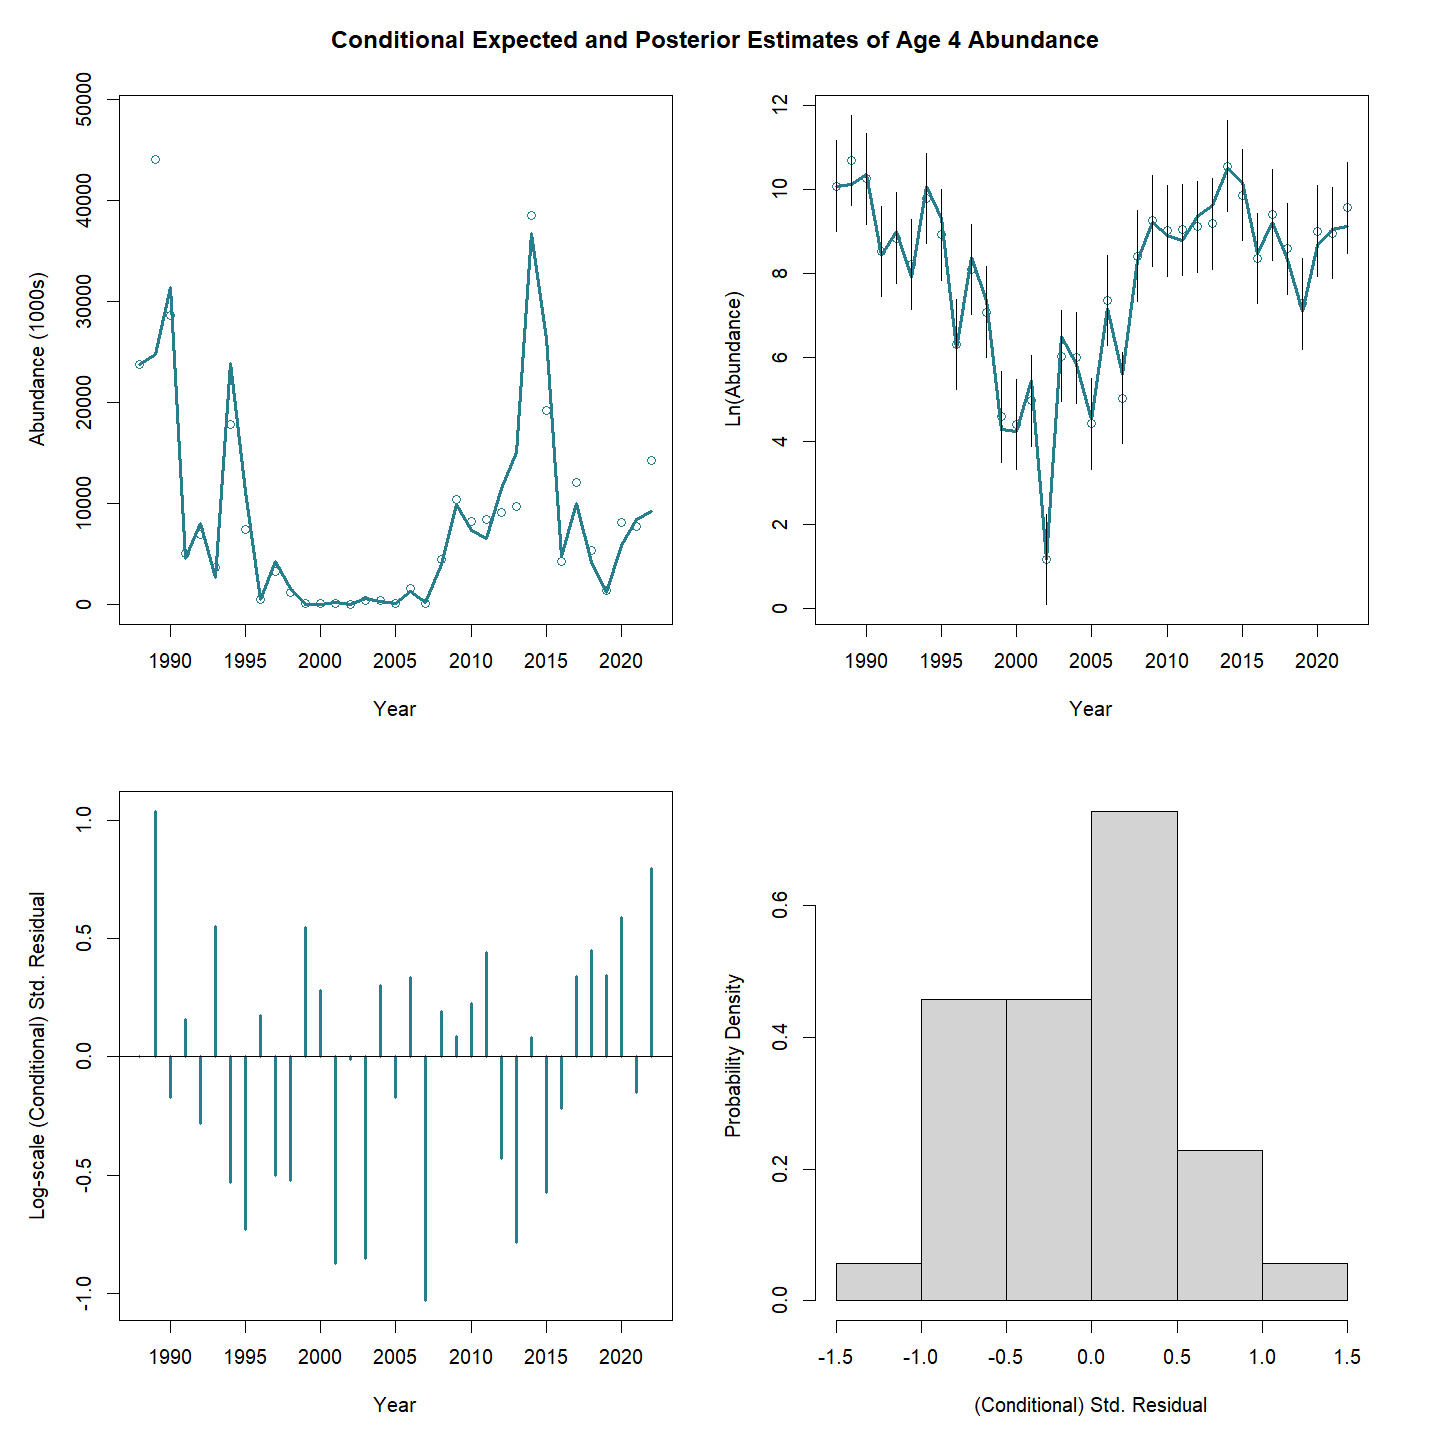 Conditional Expected and Posterior Estimates of Age 4 Abundance
Abundance (1000s)
50000
40000
30000
20000
10000
0
1990 1995 2000 2005 2010 2015 2020
Year
Ln(Abundance)
12
10
8
6
4
2
0
1990 1995 2000 2005 2010 2015 2020
Year
Log-scale (Conditional) Std. Residual
1.0
0.5
0.0
-0.5
-1.0
1990 1995 2000 2005 2010 2015 2020
Year
Probability Density
0.6
0.4
0.2
0.0
-1.5 -1.0 -0.5 0.0 0.5 1.0 1.5
(Conditional) Std. Residual